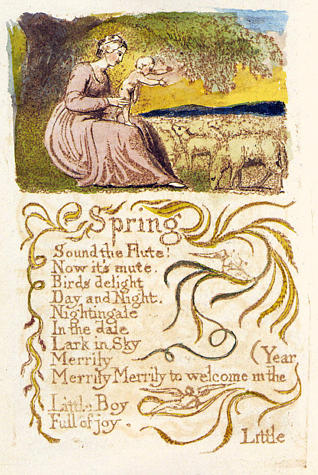 Spring
Sound the Flute!
Now it's mute.
Birds delight
Day and Night.
Nightingale
In the dale
Lark in Sky
Merrily
Merrily Merrily to welcome in the (Year
Little Boy
Full of joy.
Little